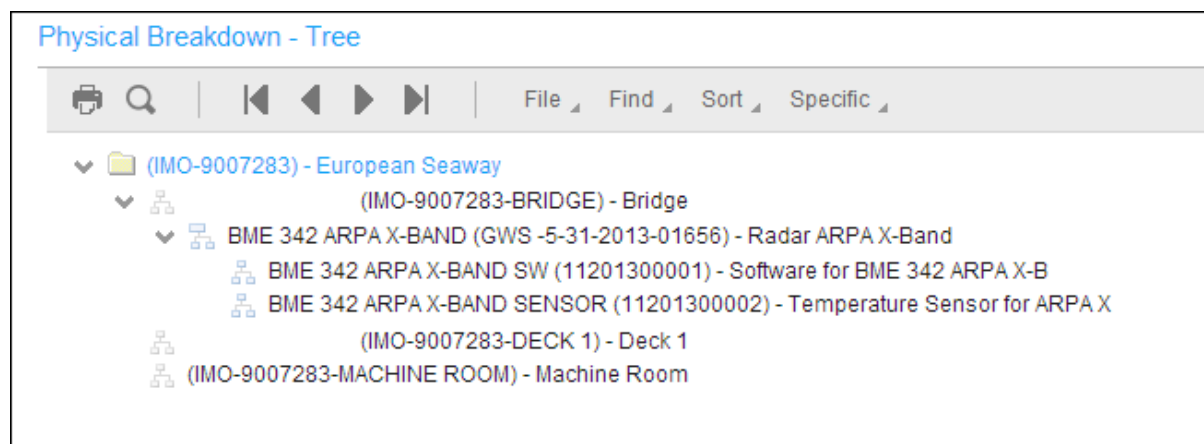 Physical Breakdown - Tree
File Find Sort Specific
(IMO-9007283) - European Seaway
(IMO-9007283-BRIDGE) - Bridge
BME 342 ARPA X-BAND (GWS -5-31-2013-01656) - Radar ARPA X-Band
BME 342 ARPA X-BAND SW (11201300001) - Software for BME 342 ARPA X-B
BME 342 ARPA X-BAND SENSOR (11201300002) - Temperature Sensor for ARPA X
(IMO-9007283-DECK 1) - Deck 1
(IMO-9007283-MACHINE ROOM) - Machine Room